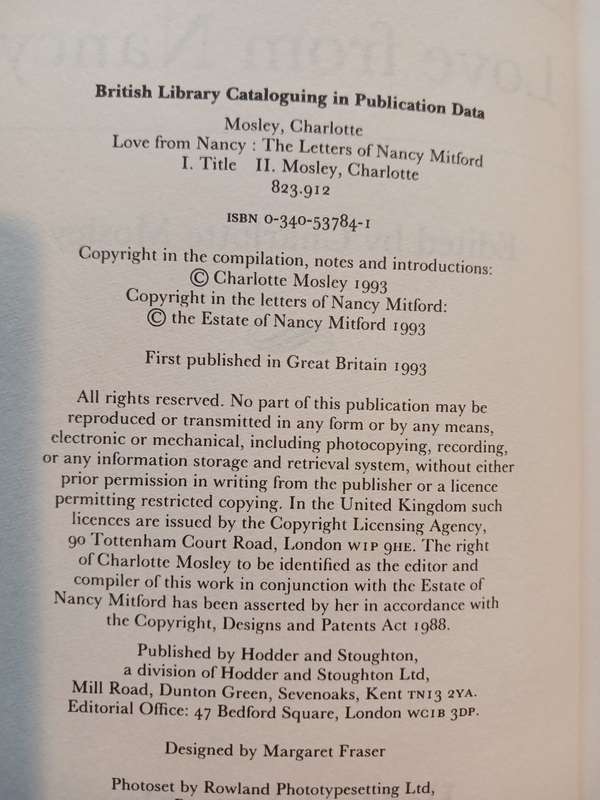 British Library Cataloguing in Publication Data
Mosley, Charlotte
Love from Nancy : The Letters of Nancy Mitford
I. Title II. Mosley, Charlotte
823.912
ISBN 0-340-53784-1
Copyright in the compilation, notes and introductions:
© Charlotte Mosley 1993
Copyright in the letters of Nancy Mitford:
© the Estate of Nancy Mitford 1993
First published in Great Britain 1993
All rights reserved. No part of this publication may be
reproduced or transmitted in any form or by any means,
electronic or mechanical, including photocopying, recording,
or any information storage and retrieval system, without either
prior permission in writing from the publisher or a licence
permitting restricted copying. In the United Kingdom such
licences are issued by the Copyright Licensing Agency,
90 Tottenham Court Road, London W1P 9HE. The right
of Charlotte Mosley to be identified as the editor and
compiler of this work in conjunction with the Estate of
Nancy Mitford has been asserted by her in accordance with
the Copyright, Designs and Patents Act 1988.
Published by Hodder and Stoughton,
a division of Hodder and Stoughton Ltd,
Mill Road, Dunton Green, Sevenoaks, Kent TN13 2YA.
Editorial Office: 47 Bedford Square, London WC1B 3DP.
Designed by Margaret Fraser
Photoset by Rowland Phototypesetting Ltd,